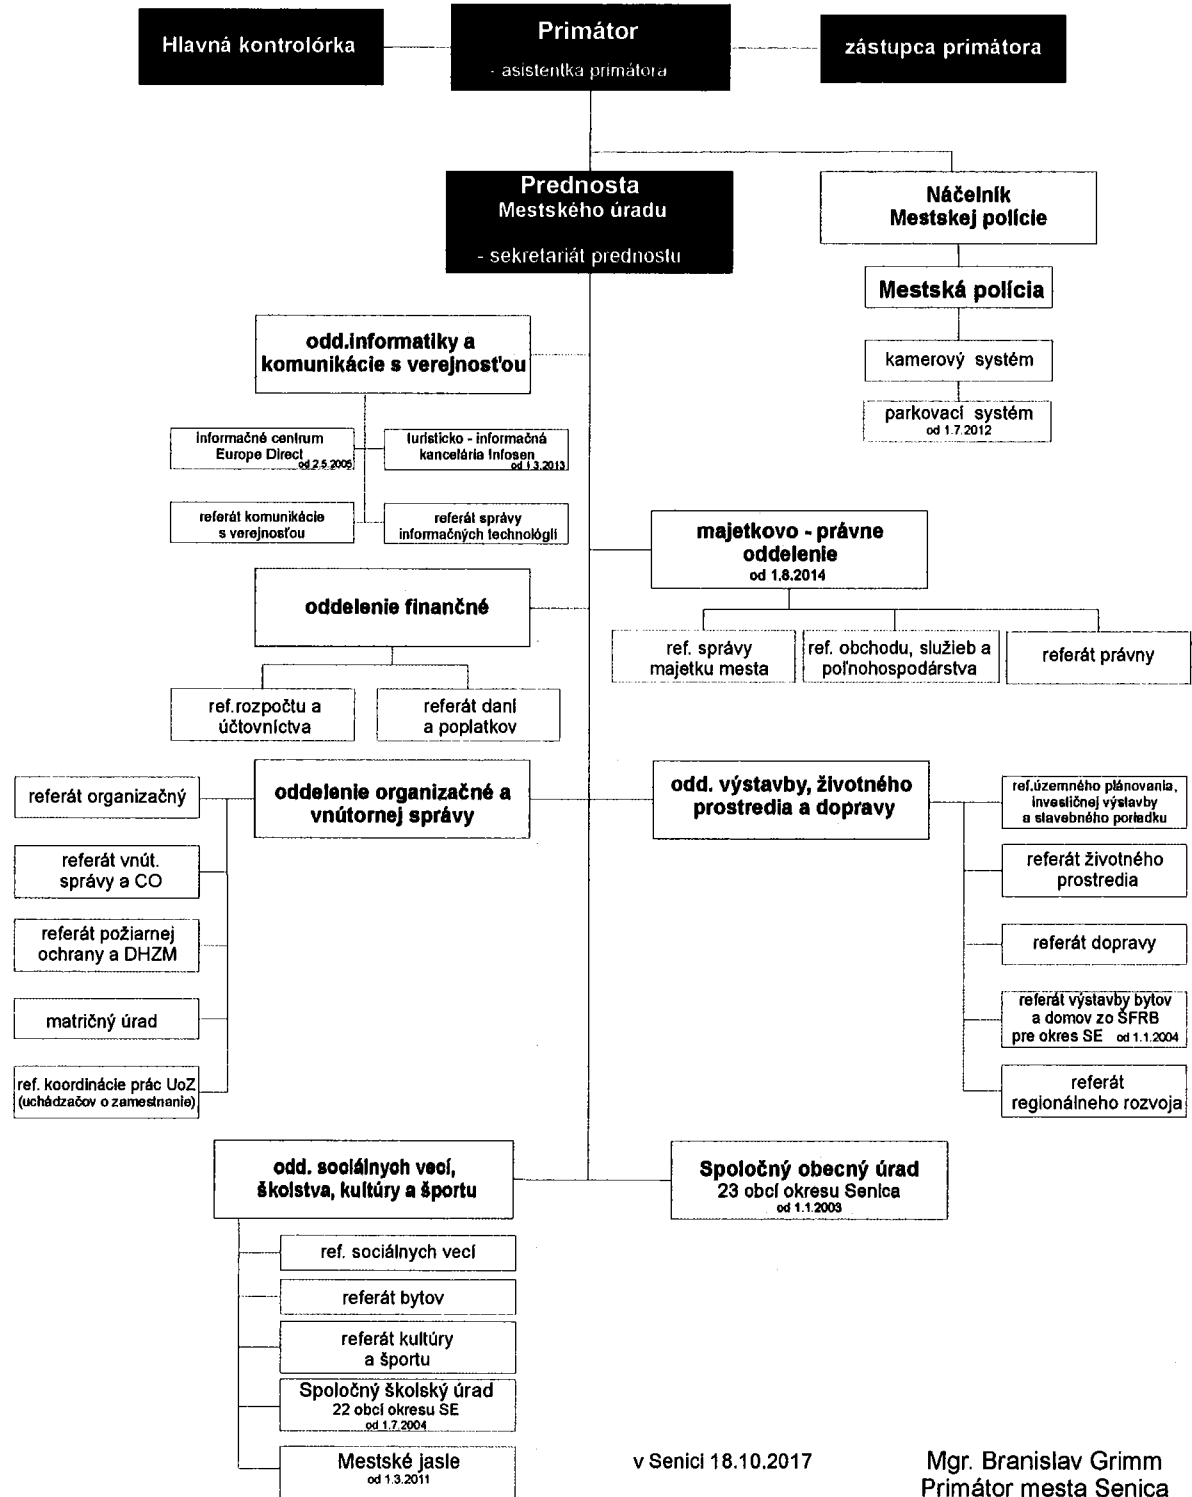 Hlavná kontrolórka
Primátor
- asistentka primátora
zástupca primátora
Prednosta
Mestského úradu
- sekretariát prednostu
Náčelník
Mestskej polície
Mestská polícia
kamerový systém
parkovací systém
od 1.7.2012
odd.informatiky a
komunikácie s verejnosťou
informačné centrum
Europe Direct
turisticko - informačná
kancelária Infosen
od 1.3.2013
referát komunikácie
s verejnosťou
referát správy
informačných technológií
majetkovo - právne
oddelenie
od 1.8.2014
ref. správy
majetku mesta
ref. obchodu, služieb a
poľnohospodárstva
referát právny
oddelenie finančné
ref.rozpočtu a
účtovníctva
referát daní
a poplatkov
oddelenie organizačné a
vnútornej správy
referát organizačný
referát vnút.
správy a CO
referát požiarnej
ochrany a DHZM
matričný úrad
ref. koordinácie prác UoZ
(uchádzačov o zamestnanie)
odd. výstavby, životného
prostredia a dopravy
ref.územného plánovania,
investičnej výstavby
a stavebného poriadku
referát životného
prostredia
referát dopravy
referát výstavby bytov
a domov zo ŠFRB
pre okres SE od 1.1.2004
referát
regionálneho rozvoja
odd. sociálnych vecí,
školstva, kultúry a športu
ref. sociálnych vecí
referát bytov
referát kultúry
a športu
Spoločný školský úrad
22 obcí okresu SE
od 1.7.2004
Mestské jasle
od 1.3.2011
Spoločný obecný úrad
23 obcí okresu Senica
od 1.1.2003
v Senici 18.10.2017
Mgr. Branislav Grimm
Primátor mesta Senica